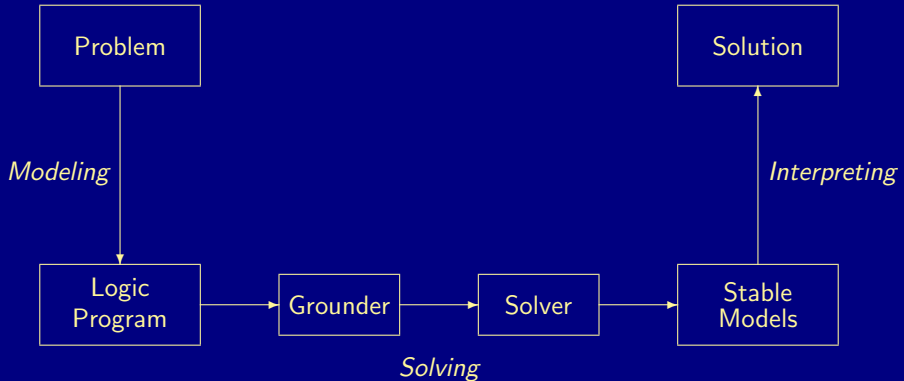 Problem
Solution
Modeling
Interpreting
Logic
Program
Grounder
Solver
Stable
Models
Solving